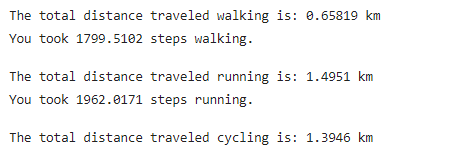 The total distance traveled walking is: 0.65819 km
You took 1799.5102 steps walking.
The total distance traveled running is: 1.4951 km
You took 1962.0171 steps running.
The total distance traveled cycling is: 1.3946 km